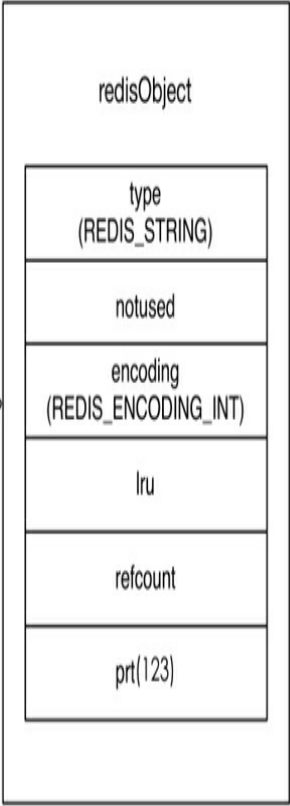 redisObject
type
(REDIS_STRING)
notused
encoding
(REDIS_ENCODING_INT)
lru
refcount
prt(123)